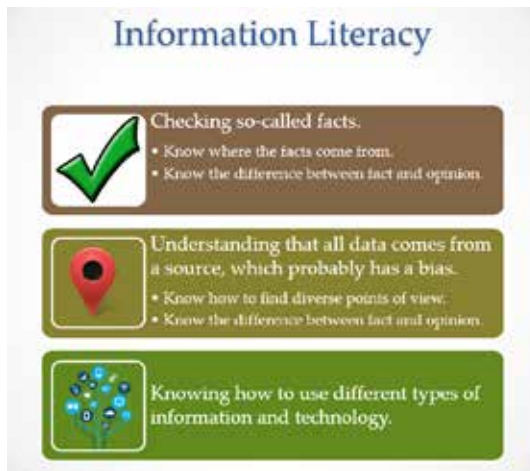 Information Literacy
Checking so-called facts.
• Know where the facts come from.
• Know the difference between fact and opinion.
Understanding that all data comes from
a source, which probably has a bias.
• Know how to find diverse points of view.
• Know the difference between fact and opinion.
Knowing how to use different types of
information and technology.